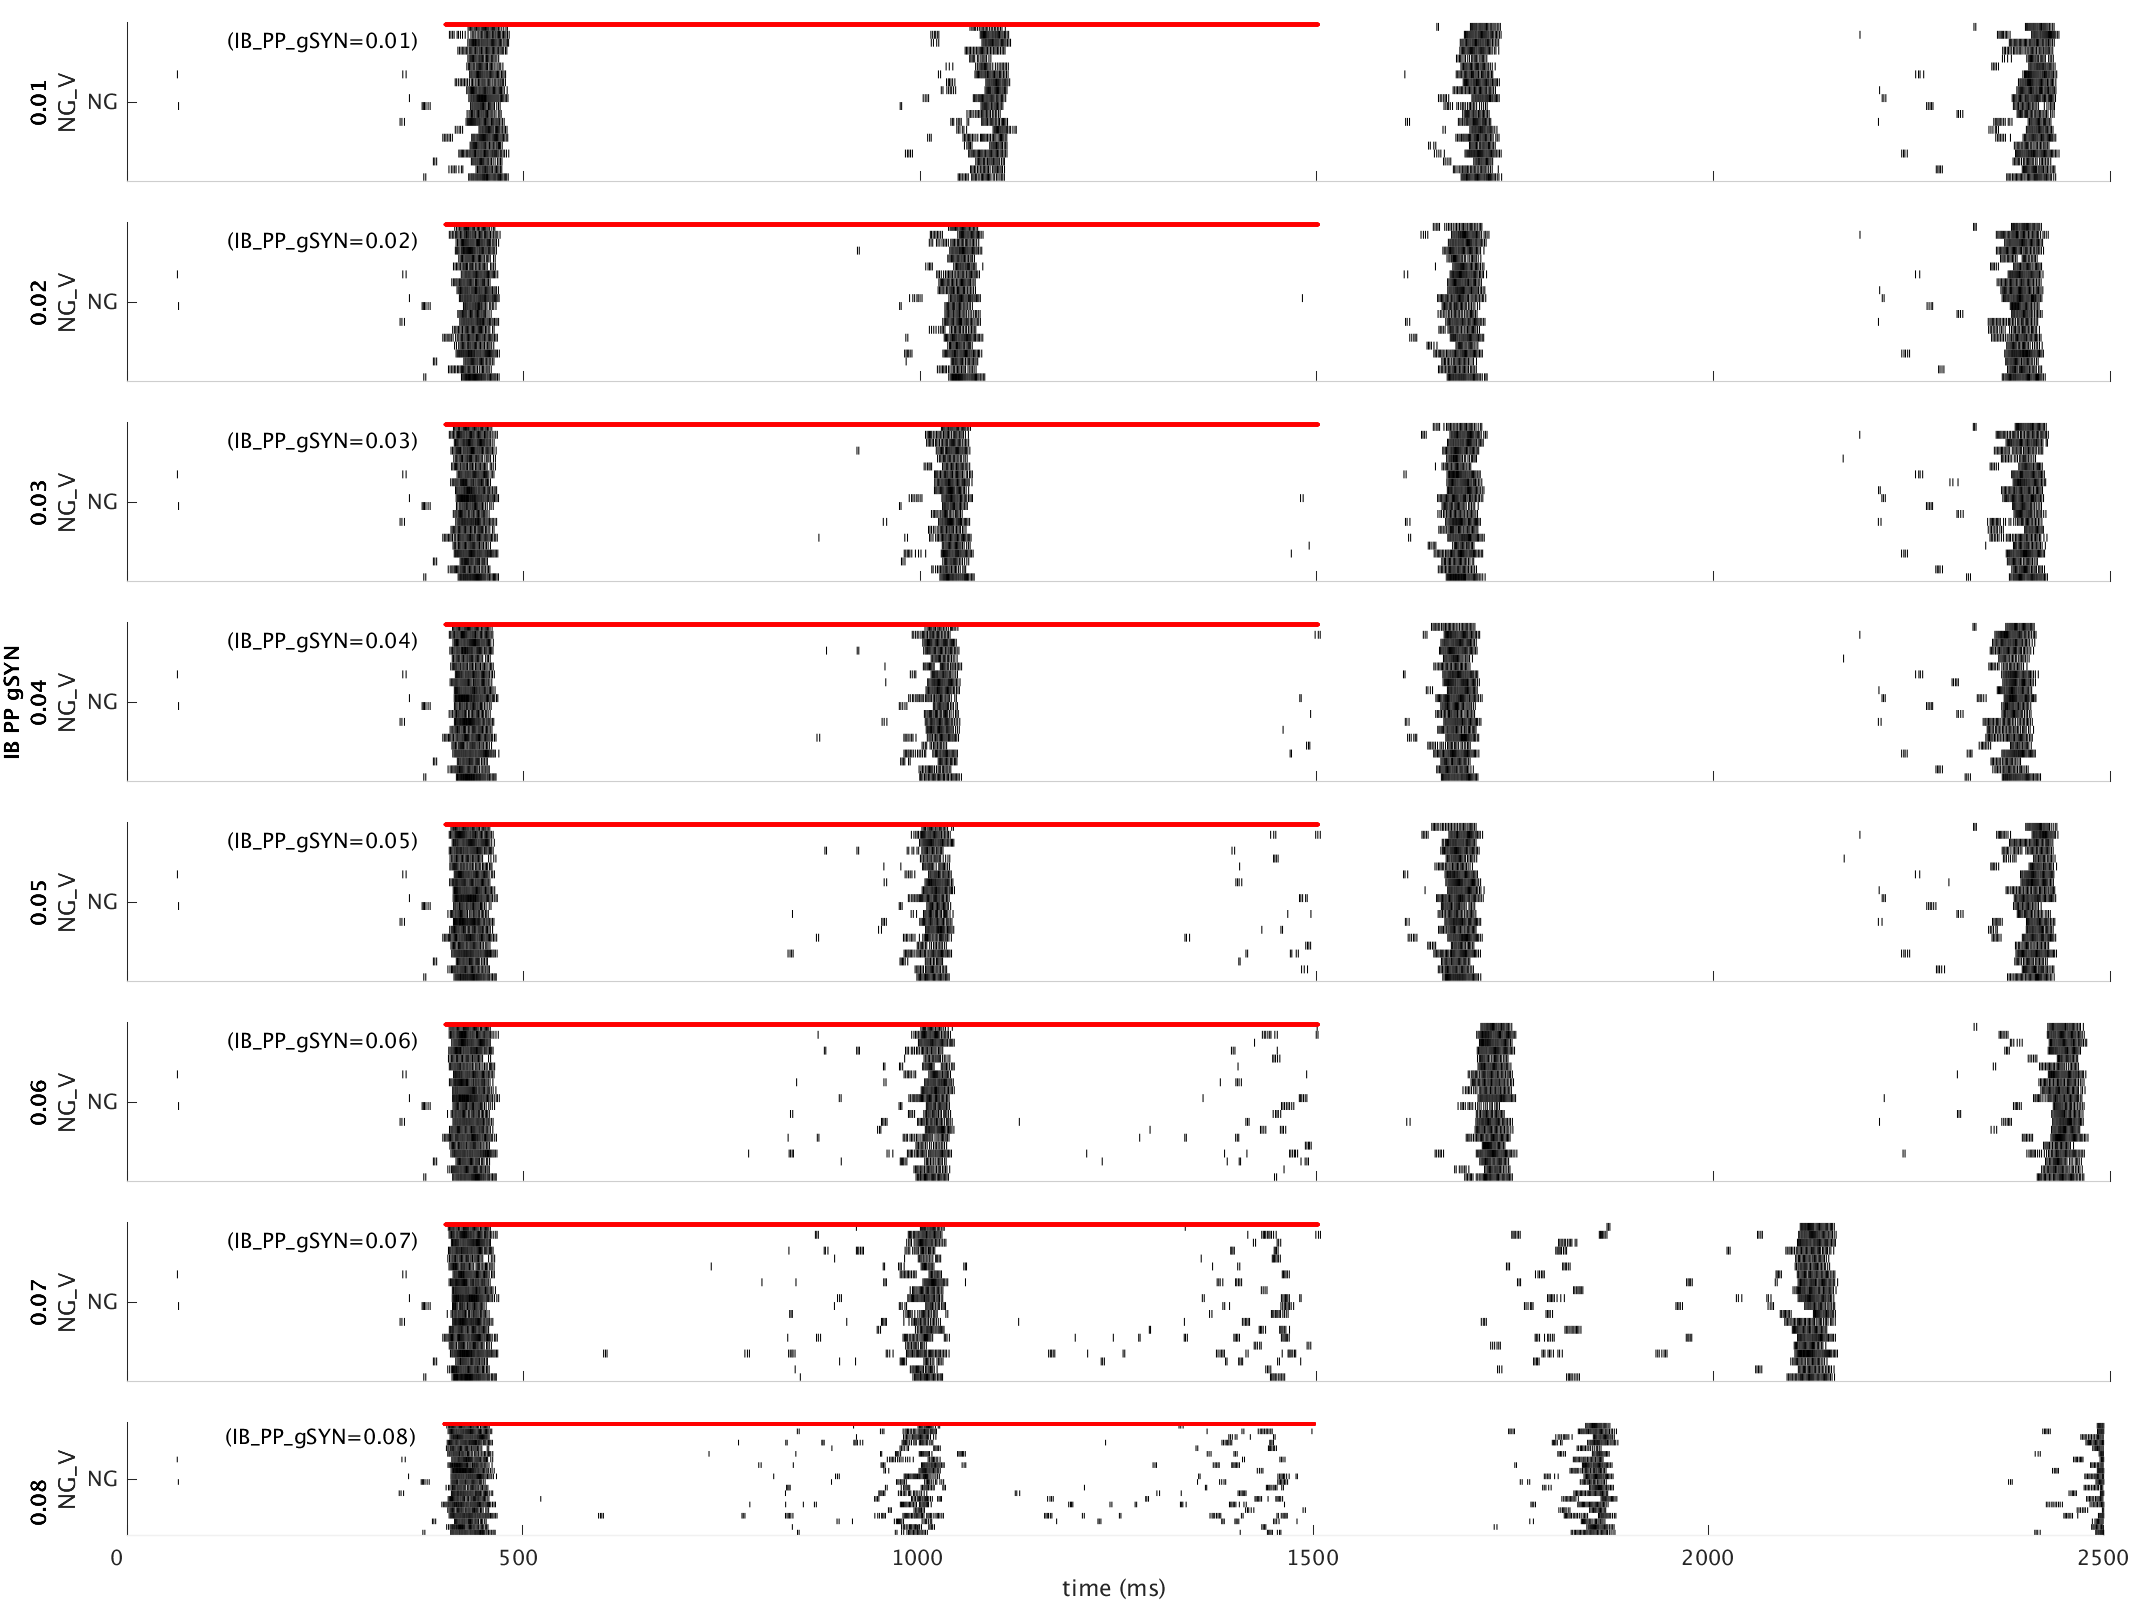 IB PP gSYN
0.01
NG_V
NG
(IB_PP_gSYN=0.01)
0.02
NG_V
NG
(IB_PP_gSYN=0.02)
0.03
NG_V
NG
(IB_PP_gSYN=0.03)
0.04
NG_V
NG
(IB_PP_gSYN=0.04)
0.05
NG_V
NG
(IB_PP_gSYN=0.05)
0.06
NG_V
NG
(IB_PP_gSYN=0.06)
0.07
NG_V
NG
(IB_PP_gSYN=0.07)
0.08
NG_V
NG
(IB_PP_gSYN=0.08)
0 500 1000 1500 2000 2500
time (ms)